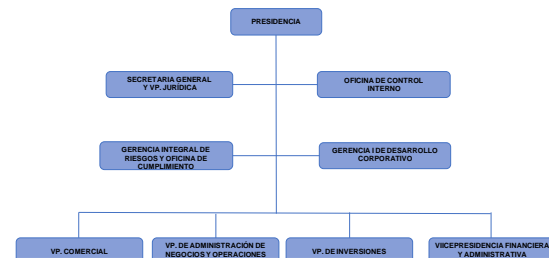 PRESIDENCIA
SECRETARIA GENERAL
Y VP. JURÍDICA
OFICINA DE CONTROL
INTERNO
GERENCIA INTEGRAL DE
RIESGOS Y OFICINA DE
CUMPLIMIENTO
GERENCIA I DE DESARROLLO
CORPORATIVO
VP. COMERCIAL
VP. DE ADMINISTRACIÓN DE
NEGOCIOS Y OPERACIONES
VP. DE INVERSIONES
VIICEPRESIDENCIA FINANCIERA
Y ADMINISTRATIVA